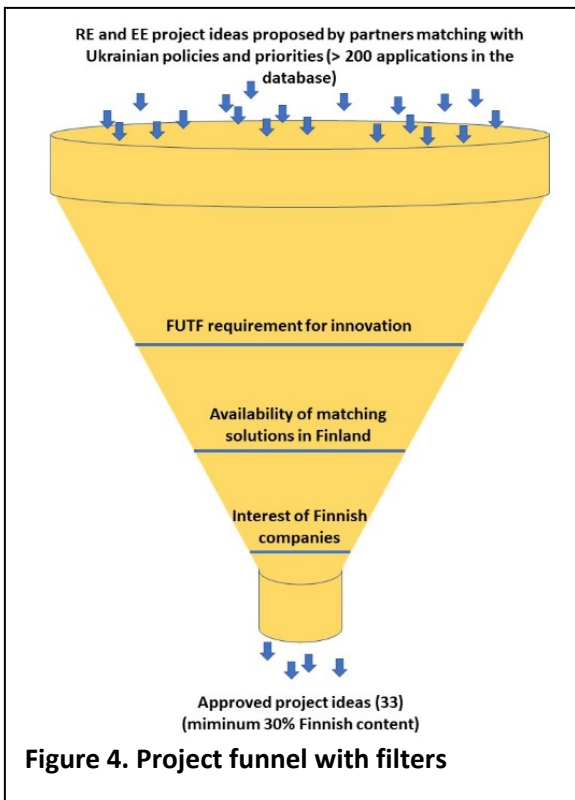 RE and EE project ideas proposed by partners matching with
Ukrainian policies and priorities (> 200 applications in the
database)
FUTF requirement for innovation
Availability of matching
solutions in Finland
Interest of Finnish
companies
Approved project ideas (33)
(miminum 30% Finnish content)
Figure 4. Project funnel with filters